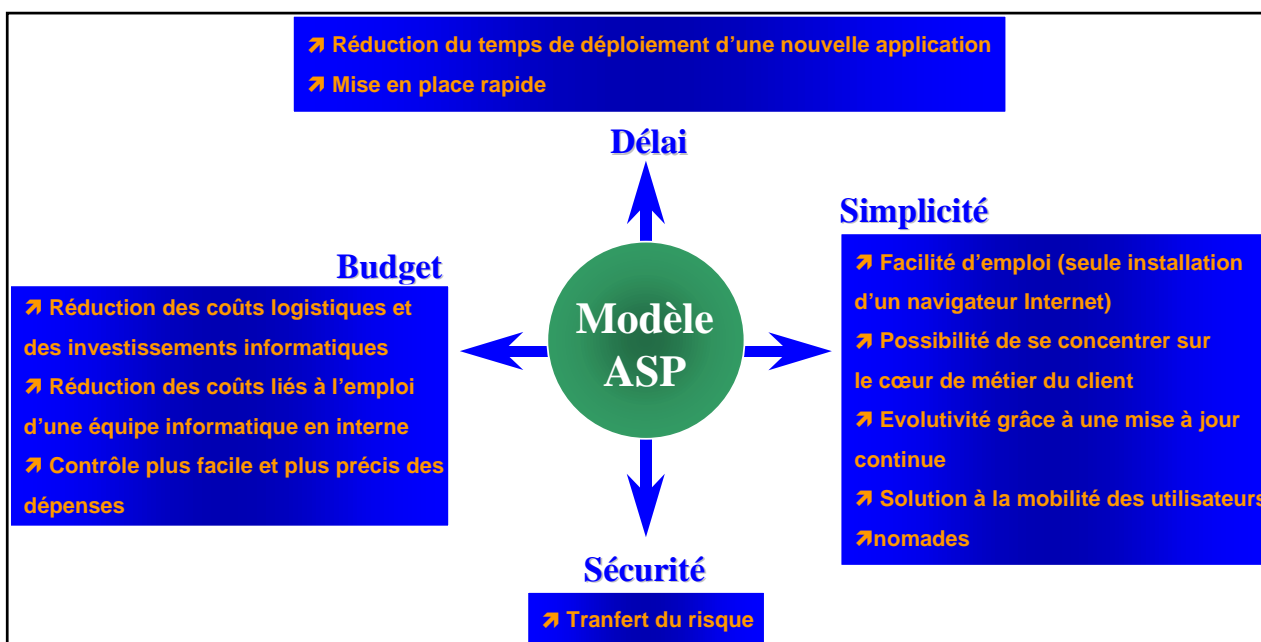 ↗ Réduction du temps de déploiement d’une nouvelle application
↗ Mise en place rapide
Délai
Budget
↗ Réduction des coûts logistiques et
des investissements informatiques
↗ Réduction des coûts liés à l’emploi
d’une équipe informatique en interne
↗ Contrôle plus facile et plus précis des
dépenses
Modèle
ASP
Simplicité
↗ Facilité d’emploi (seule installation
d’un navigateur Internet)
↗ Possibilité de se concentrer sur
le cœur de métier du client
↗ Evolutivité grâce à une mise à jour
continue
↗ Solution à la mobilité des utilisateurs
↗nomades
Sécurité
↗ Tranfert du risque